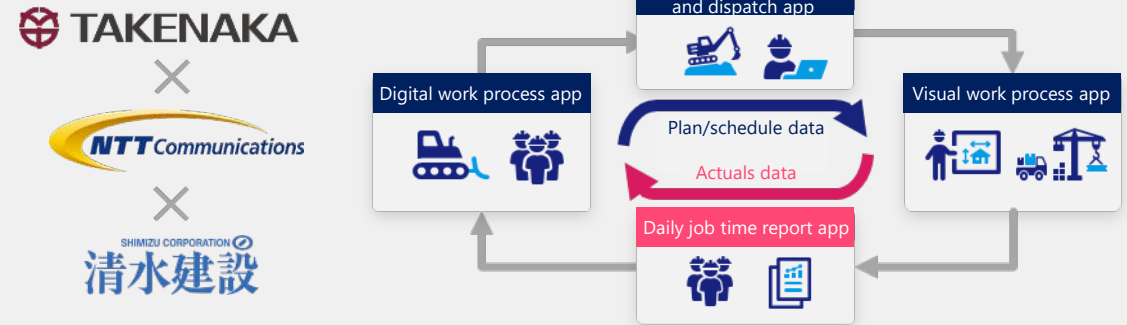 TAKENAKA
NTT Communications
SHIMIZU CORPORATION
清水建設
and dispatch app
Digital work process app
Visual work process app
Plan/schedule data
Actuals data
Daily job time report app